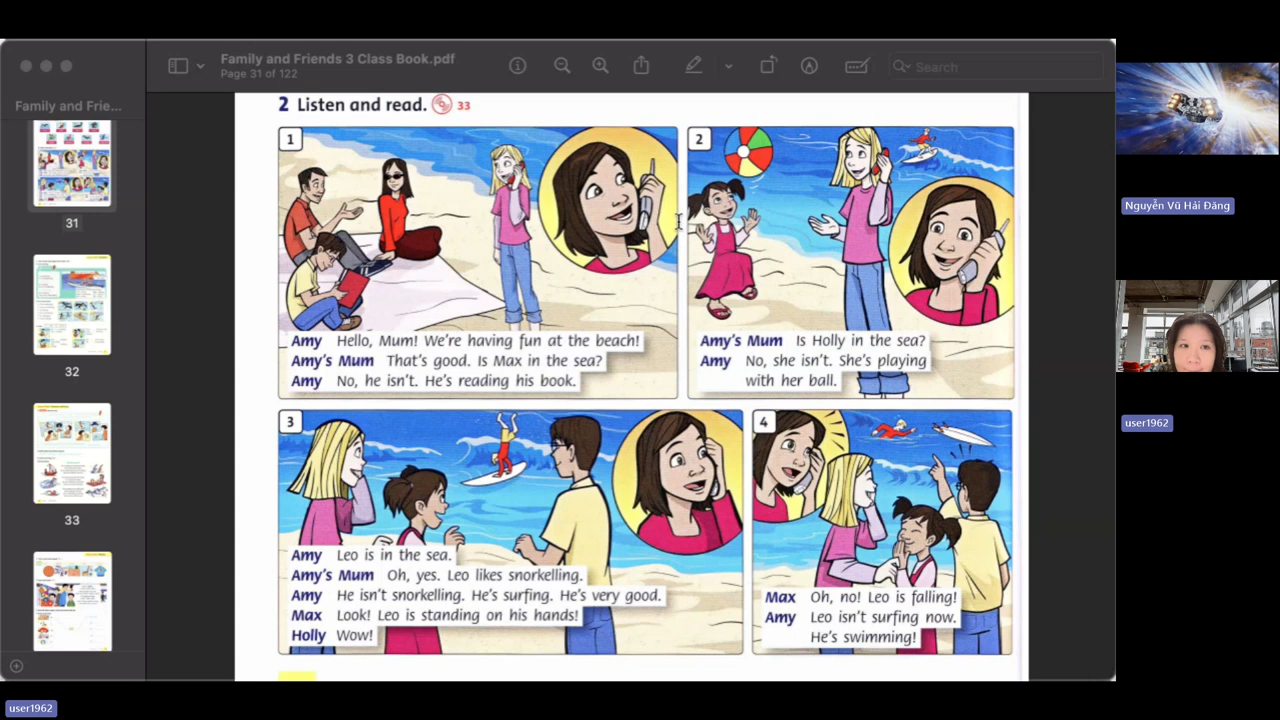 Family and Friends 3 Class Book.pdf
Page 31 of 122
Search
Family and Frie...
31
32
33
2 Listen and read. 33
1
Amy Hello, Mum! We're having fun at the beach!
Amy's Mum That's good. Is Max in the sea?
Amy No, he isn't. He's reading his book.
2
Amy's Mum Is Holly in the sea?
Amy No, she isn't. She's playing
with her ball.
3
Amy Leo is in the sea.
Amy's Mum Oh, yes. Leo likes snorkelling.
Amy He isn't snorkelling. He's surfing. He's very good.
Max Look! Leo is standing on his hands!
Holly Wow!
4
Max Oh, no! Leo is falling!
Amy Leo isn't surfing now.
He's swimming!
Nguyễn Vũ Hải Đăng
user1962
user1962